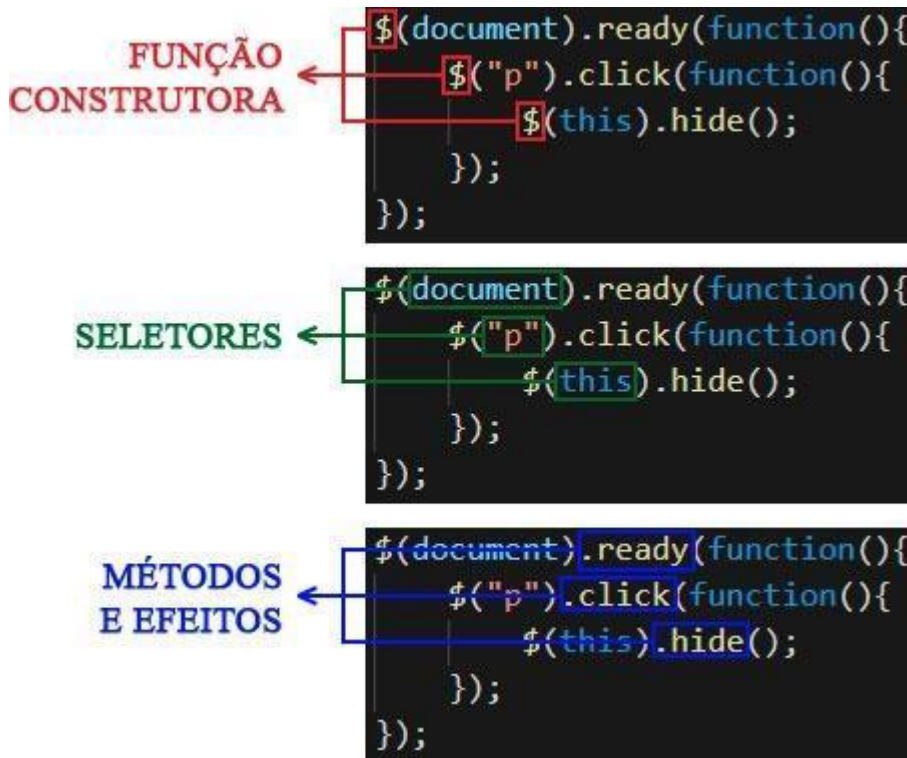 FUNÇÃO
CONSTRUTORA
$(document).ready(function(){
$("p").click(function(){
$(this).hide();
});
});
SELETORES
$(document).ready(function(){
$("p").click(function(){
$(this).hide();
});
});
MÉTODOS
E EFEITOS
$(document).ready(function(){
$("p").click(function(){
$(this).hide();
});
});